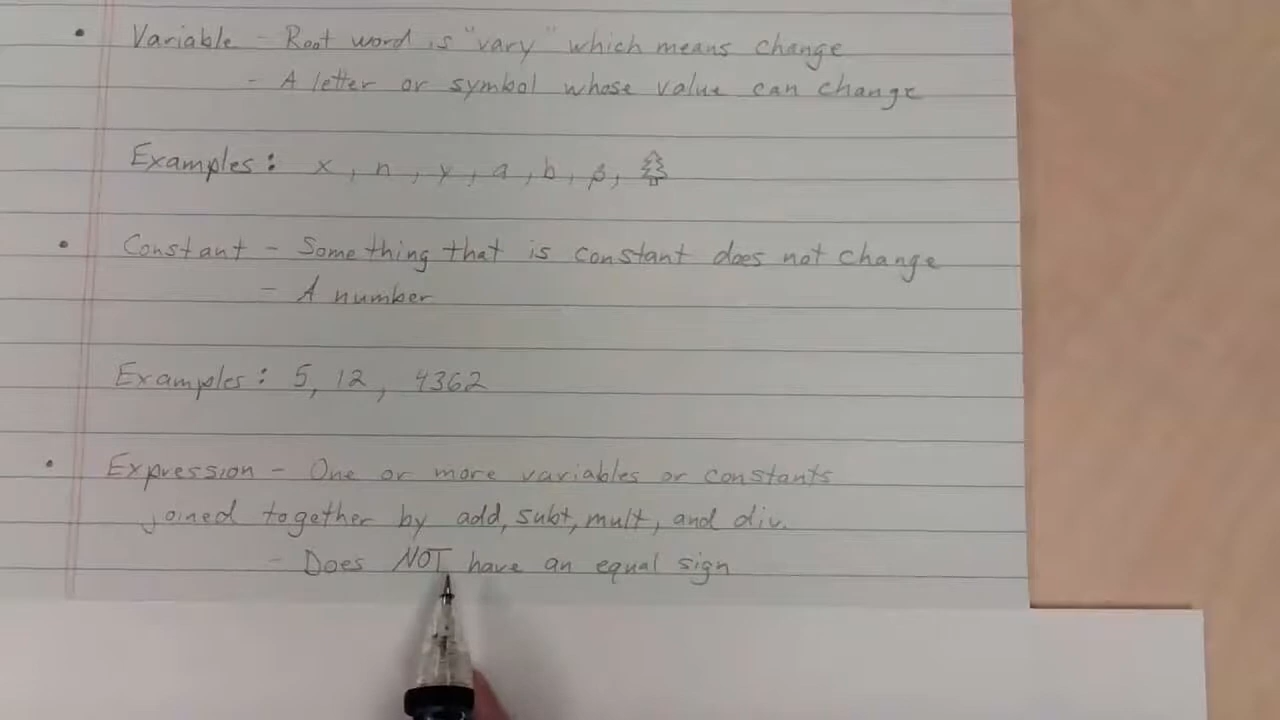 • Variable - Root word is "vary" which means change
- A letter or symbol whose value can change
Examples: x, n, y, a, b, β,
• Constant - Something that is constant does not change
- A number
Examples: 5, 12, 4362
• Expression - One or more variables or constants
joined together by add, subt, mult, and div.
- Does NOT have an equal sign